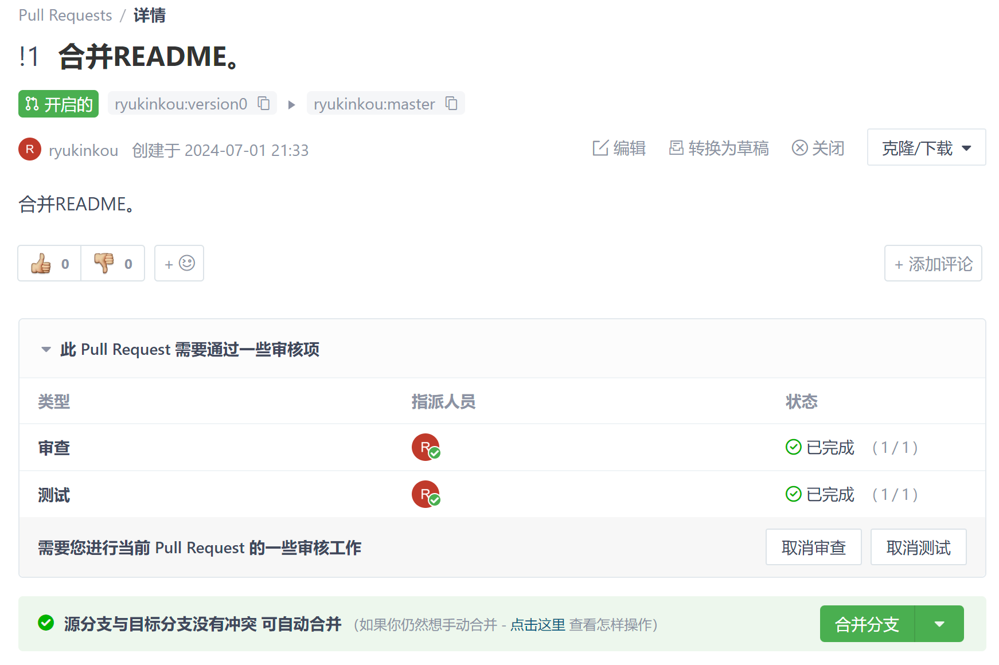 Pull Requests / 详情
!1 合并README。
开启的 ryukinkou:version0 ryukinkou:master
R ryukinkou 创建于 2024-07-01 21:33 编辑 转换为草稿 关闭 克隆/下载
合并README。
0 0 + + 添加评论
此 Pull Request 需要通过一些审核项
类型 指派人员 状态
审查 R 已完成 (1/1)
测试 R 已完成 (1/1)
需要您进行当前 Pull Request 的一些审核工作 取消审查 取消测试
源分支与目标分支没有冲突 可自动合并 (如果你仍然想手动合并 - 点击这里 查看怎样操作) 合并分支